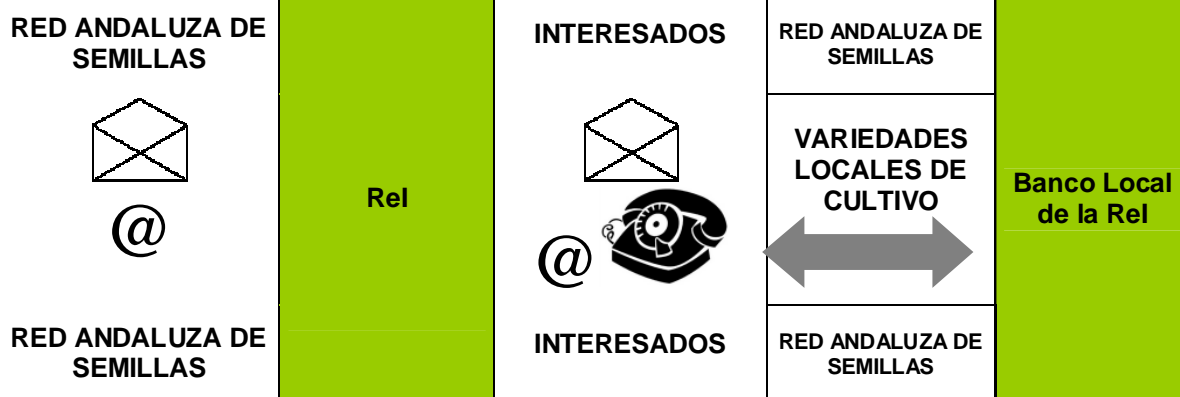 RED ANDALUZA DE
SEMILLAS
@
RED ANDALUZA DE
SEMILLAS
ReI
INTERESADOS
@
INTERESADOS
RED ANDALUZA DE
SEMILLAS
VARIEDADES
LOCALES DE
CULTIVO
RED ANDALUZA DE
SEMILLAS
Banco Local
de la ReI